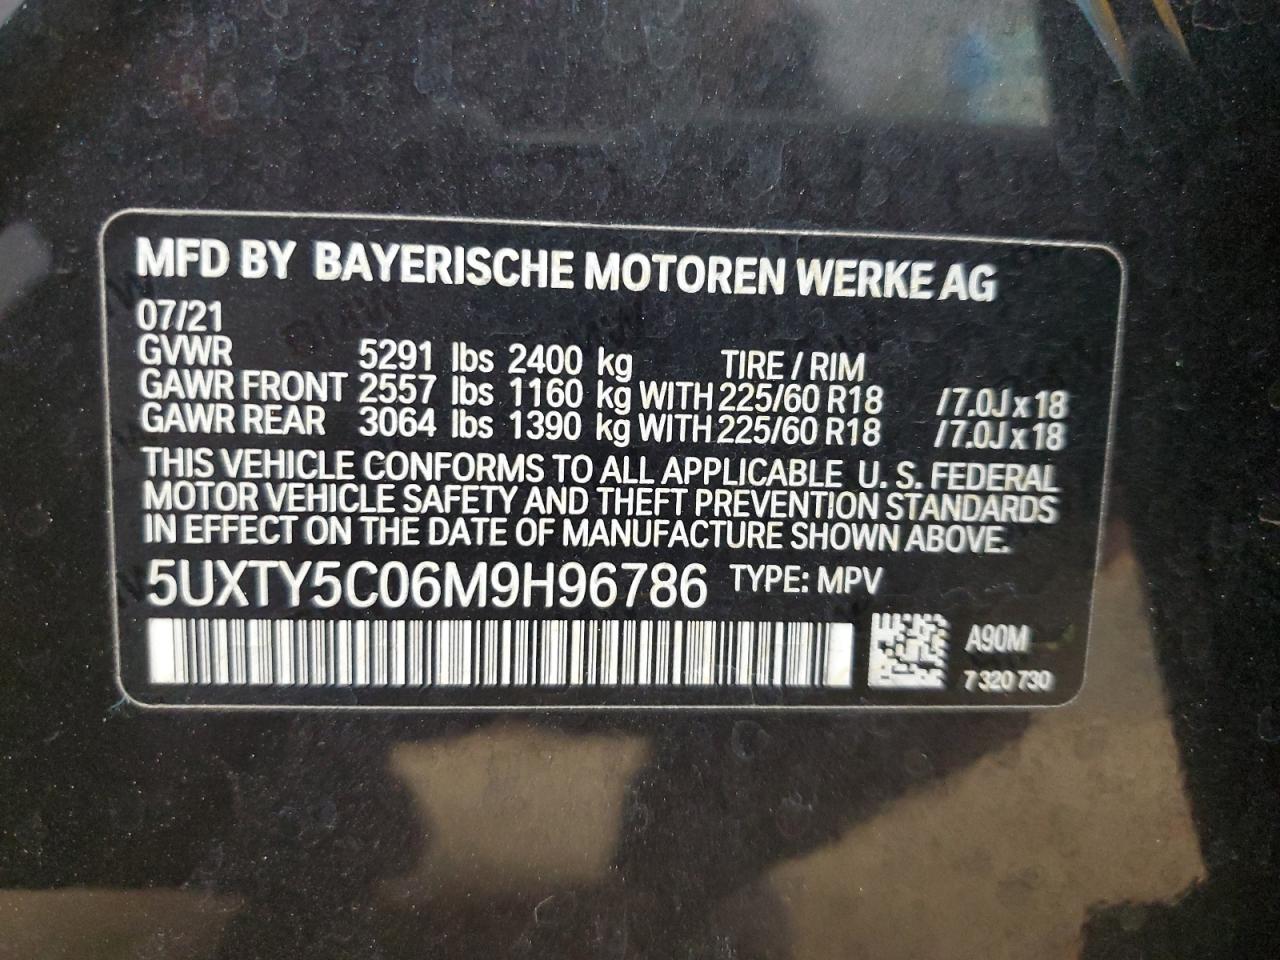 MFD BY BAYERISCHE MOTOREN WERKE AG
07/21
GVWR 5291 lbs 2400 kg TIRE / RIM
GAWR FRONT 2557 lbs 1160 kg WITH 225/60 R18 /7.0J x 18
GAWR REAR 3064 lbs 1390 kg WITH 225/60 R18 /7.0J x 18
THIS VEHICLE CONFORMS TO ALL APPLICABLE U. S. FEDERAL
MOTOR VEHICLE SAFETY AND THEFT PREVENTION STANDARDS
IN EFFECT ON THE DATE OF MANUFACTURE SHOWN ABOVE.
5UXTY5C06M9H96786 TYPE: MPV
A90M
7 320 730